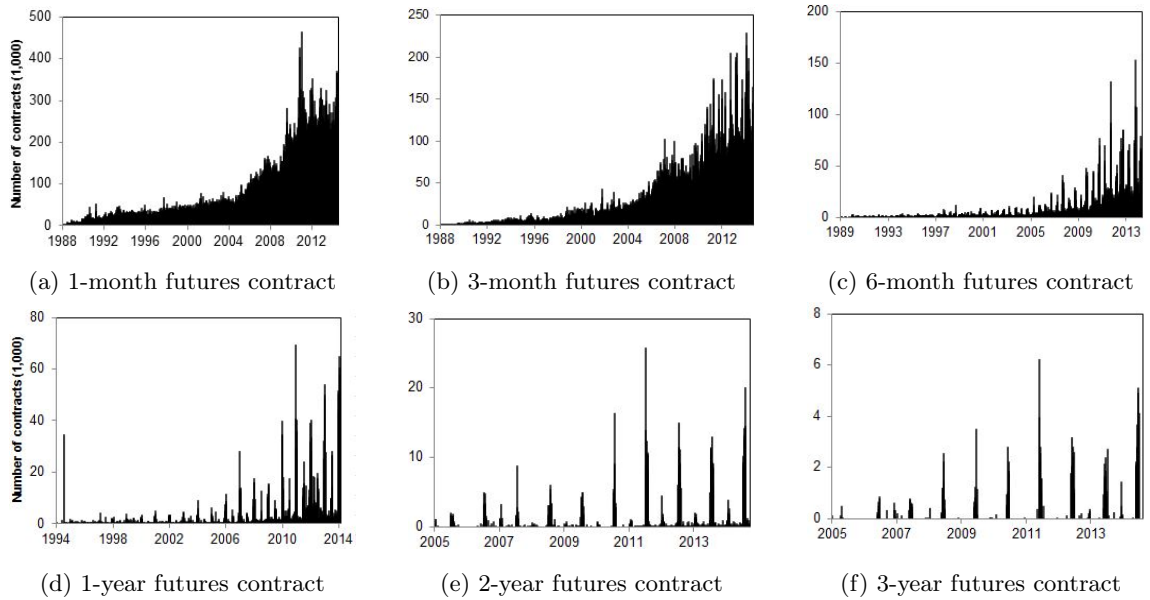 Number of contracts (1,000)
500
400
300
200
100
0
1988 1992 1996 2000 2004 2008 2012
(a) 1-month futures contract
250
200
150
100
50
0
1988 1992 1996 2000 2004 2008 2012
(b) 3-month futures contract
200
150
100
50
0
1989 1993 1997 2001 2005 2009 2013
(c) 6-month futures contract
Number of contracts (1,000)
80
60
40
20
0
1994 1996 1998 2000 2002 2004 2006 2008 2010 2012 2014
(d) 1-year futures contract
30
20
10
0
2005 2007 2009 2011 2013
(e) 2-year futures contract
8
6
4
2
0
2005 2007 2009 2011 2013
(f) 3-year futures contract